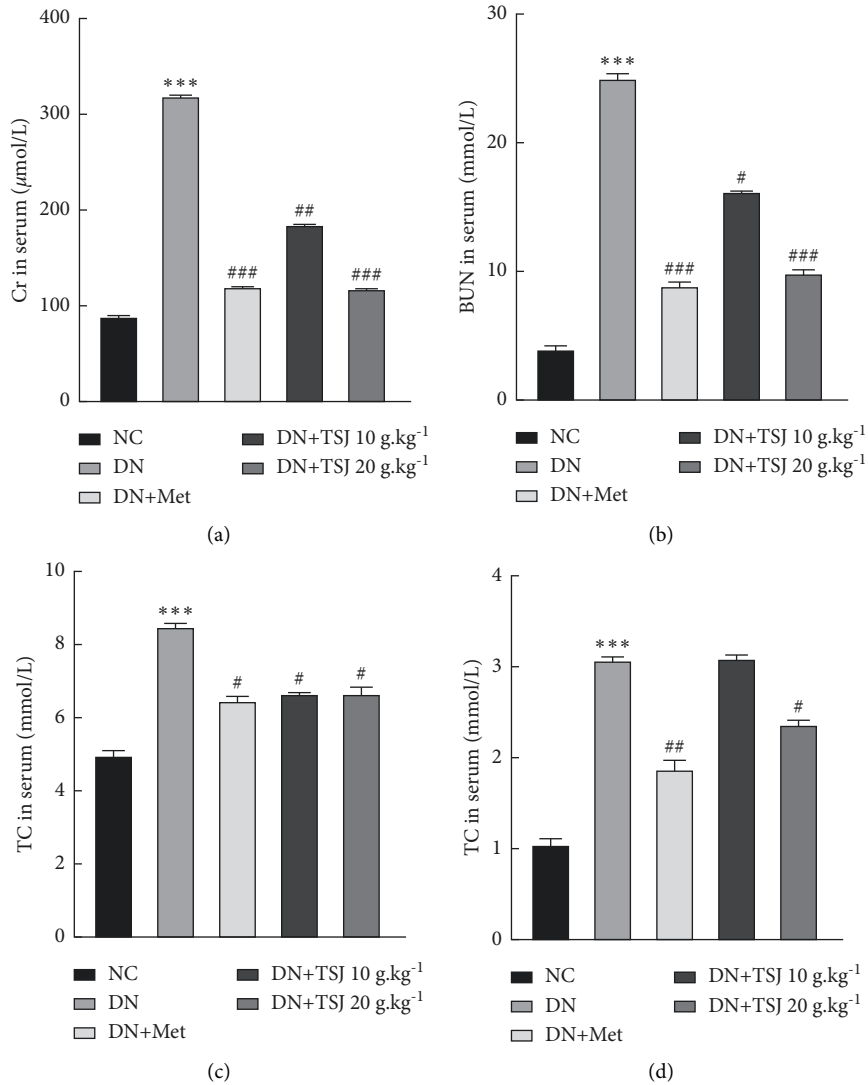 400
300
200
100
0
Cr in serum (μmol/L)
***
###
##
###
NC
DN
DN+Met
DN+TSJ 10 g.kg-1
DN+TSJ 20 g.kg-1
(a)
30
20
10
0
BUN in serum (mmol/L)
***
###
#
###
NC
DN
DN+Met
DN+TSJ 10 g.kg-1
DN+TSJ 20 g.kg-1
(b)
10
8
6
4
2
0
TC in serum (mmol/L)
***
#
#
#
NC
DN
DN+Met
DN+TSJ 10 g.kg-1
DN+TSJ 20 g.kg-1
(c)
4
3
2
1
0
TC in serum (mmol/L)
***
##
#
NC
DN
DN+Met
DN+TSJ 10 g.kg-1
DN+TSJ 20 g.kg-1
(d)